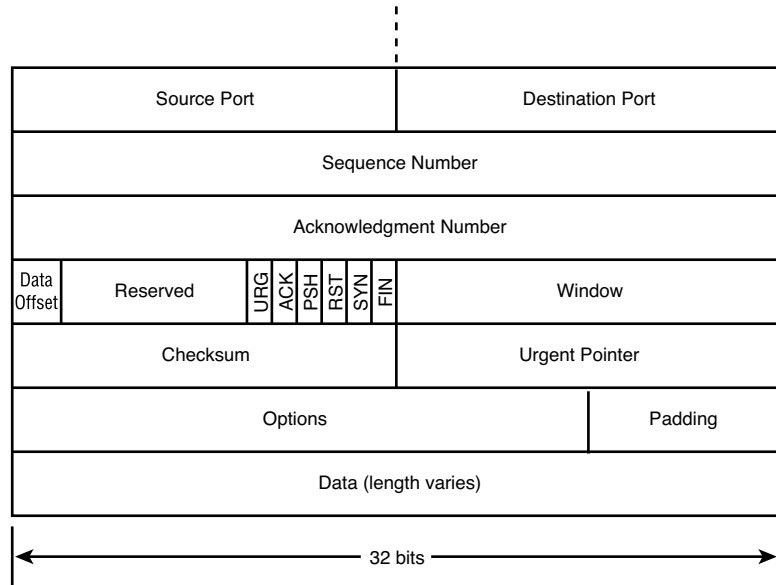 Source Port
Destination Port
Sequence Number
Acknowledgment Number
Data
Offset
Reserved
URG
ACK
PSH
RST
SYN
FIN
Window
Checksum
Urgent Pointer
Options
Padding
Data (length varies)
32 bits